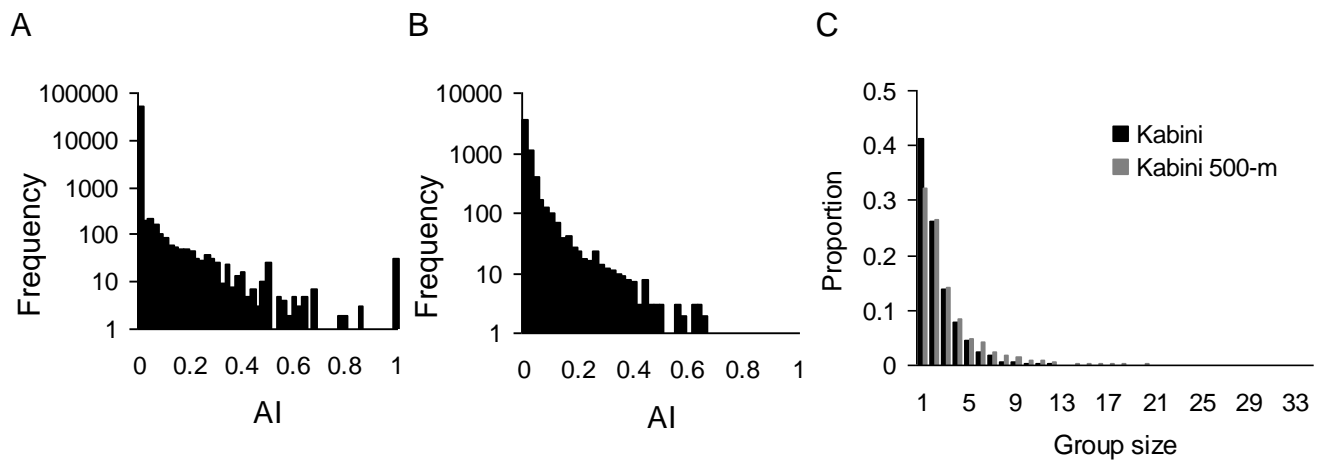 A
B
C
100000
10000
1000
100
10
1
Frequency
0 0.2 0.4 0.6 0.8 1
AI
10000
1000
100
10
1
Frequency
0 0.2 0.4 0.6 0.8 1
AI
0.5
0.4
0.3
0.2
0.1
0
Proportion
Kabini
Kabini 500-m
1 5 9 13 17 21 25 29 33
Group size